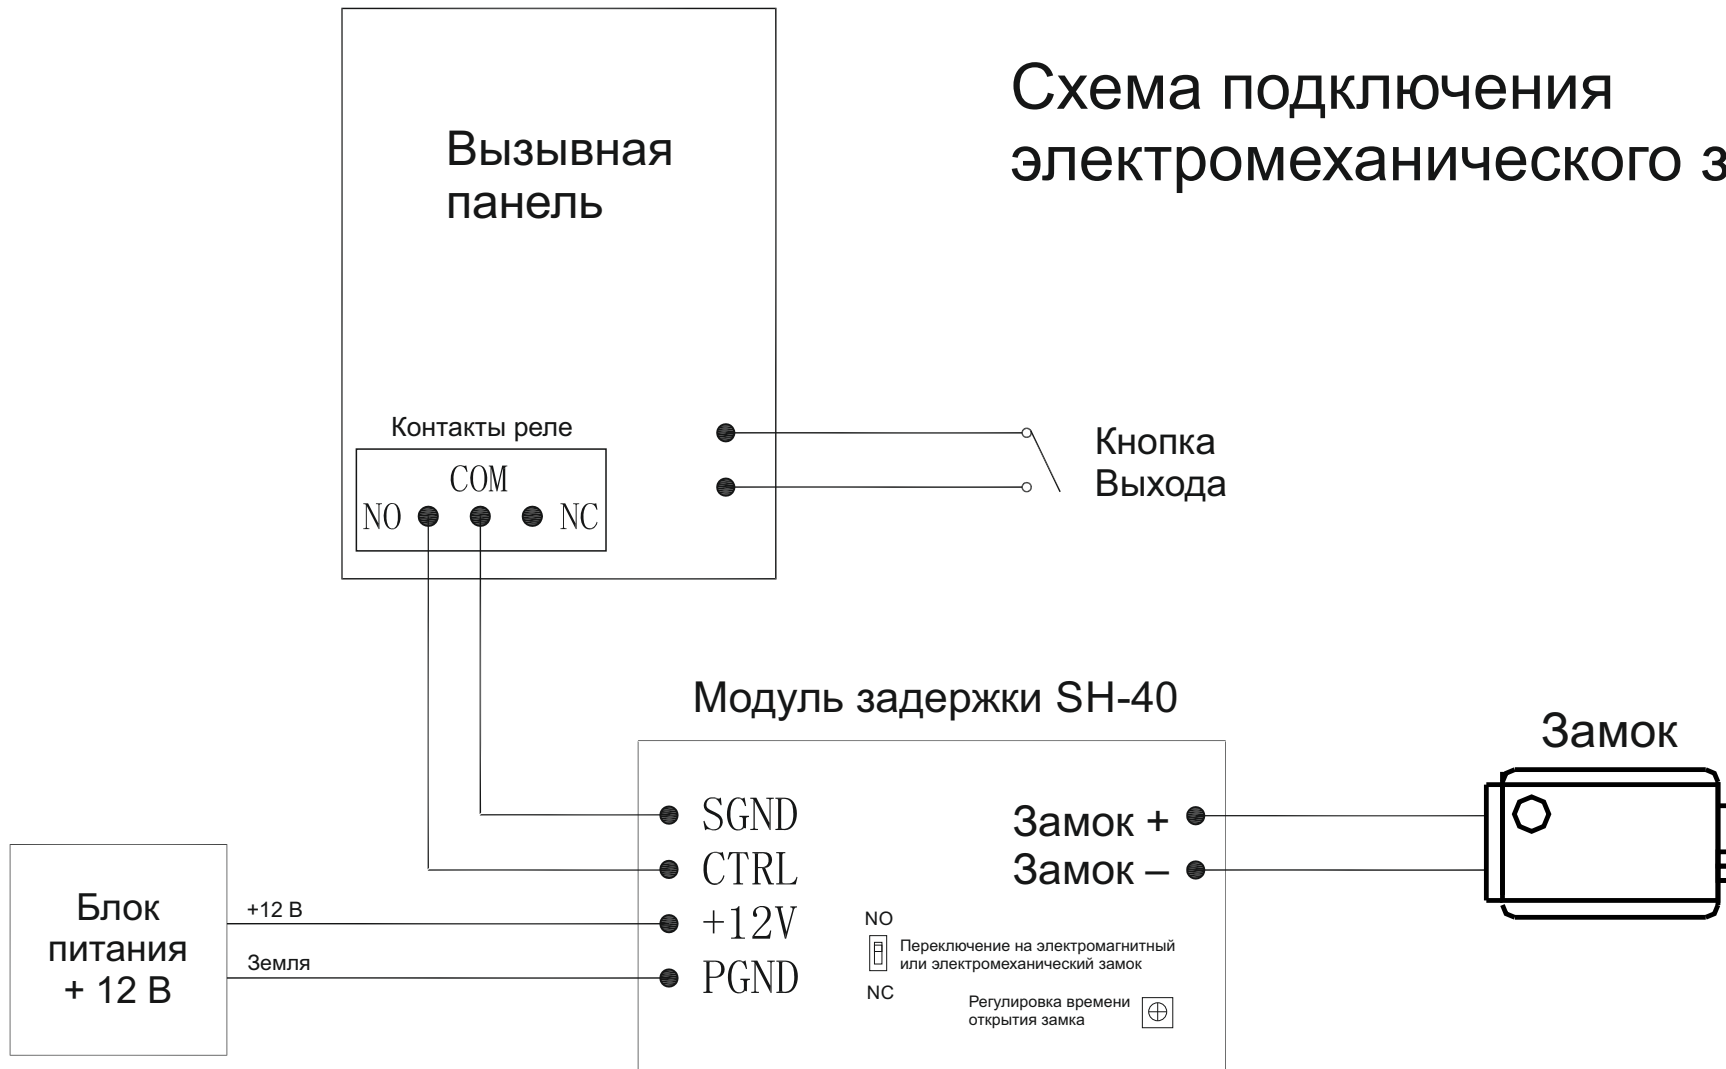 Схема подключения
электромеханического з
Вызывная
панель
Контакты реле
COM
NO
NC
Кнопка
Выхода
Модуль задержки SH-40
Замок
SGND
CTRL
+12V
PGND
Замок +
Замок –
Блок
питания
+ 12 В
+12 В
Земля
NO
Переключение на электромагнитный
или электромеханический замок
NC
Регулировка времени
открытия замка